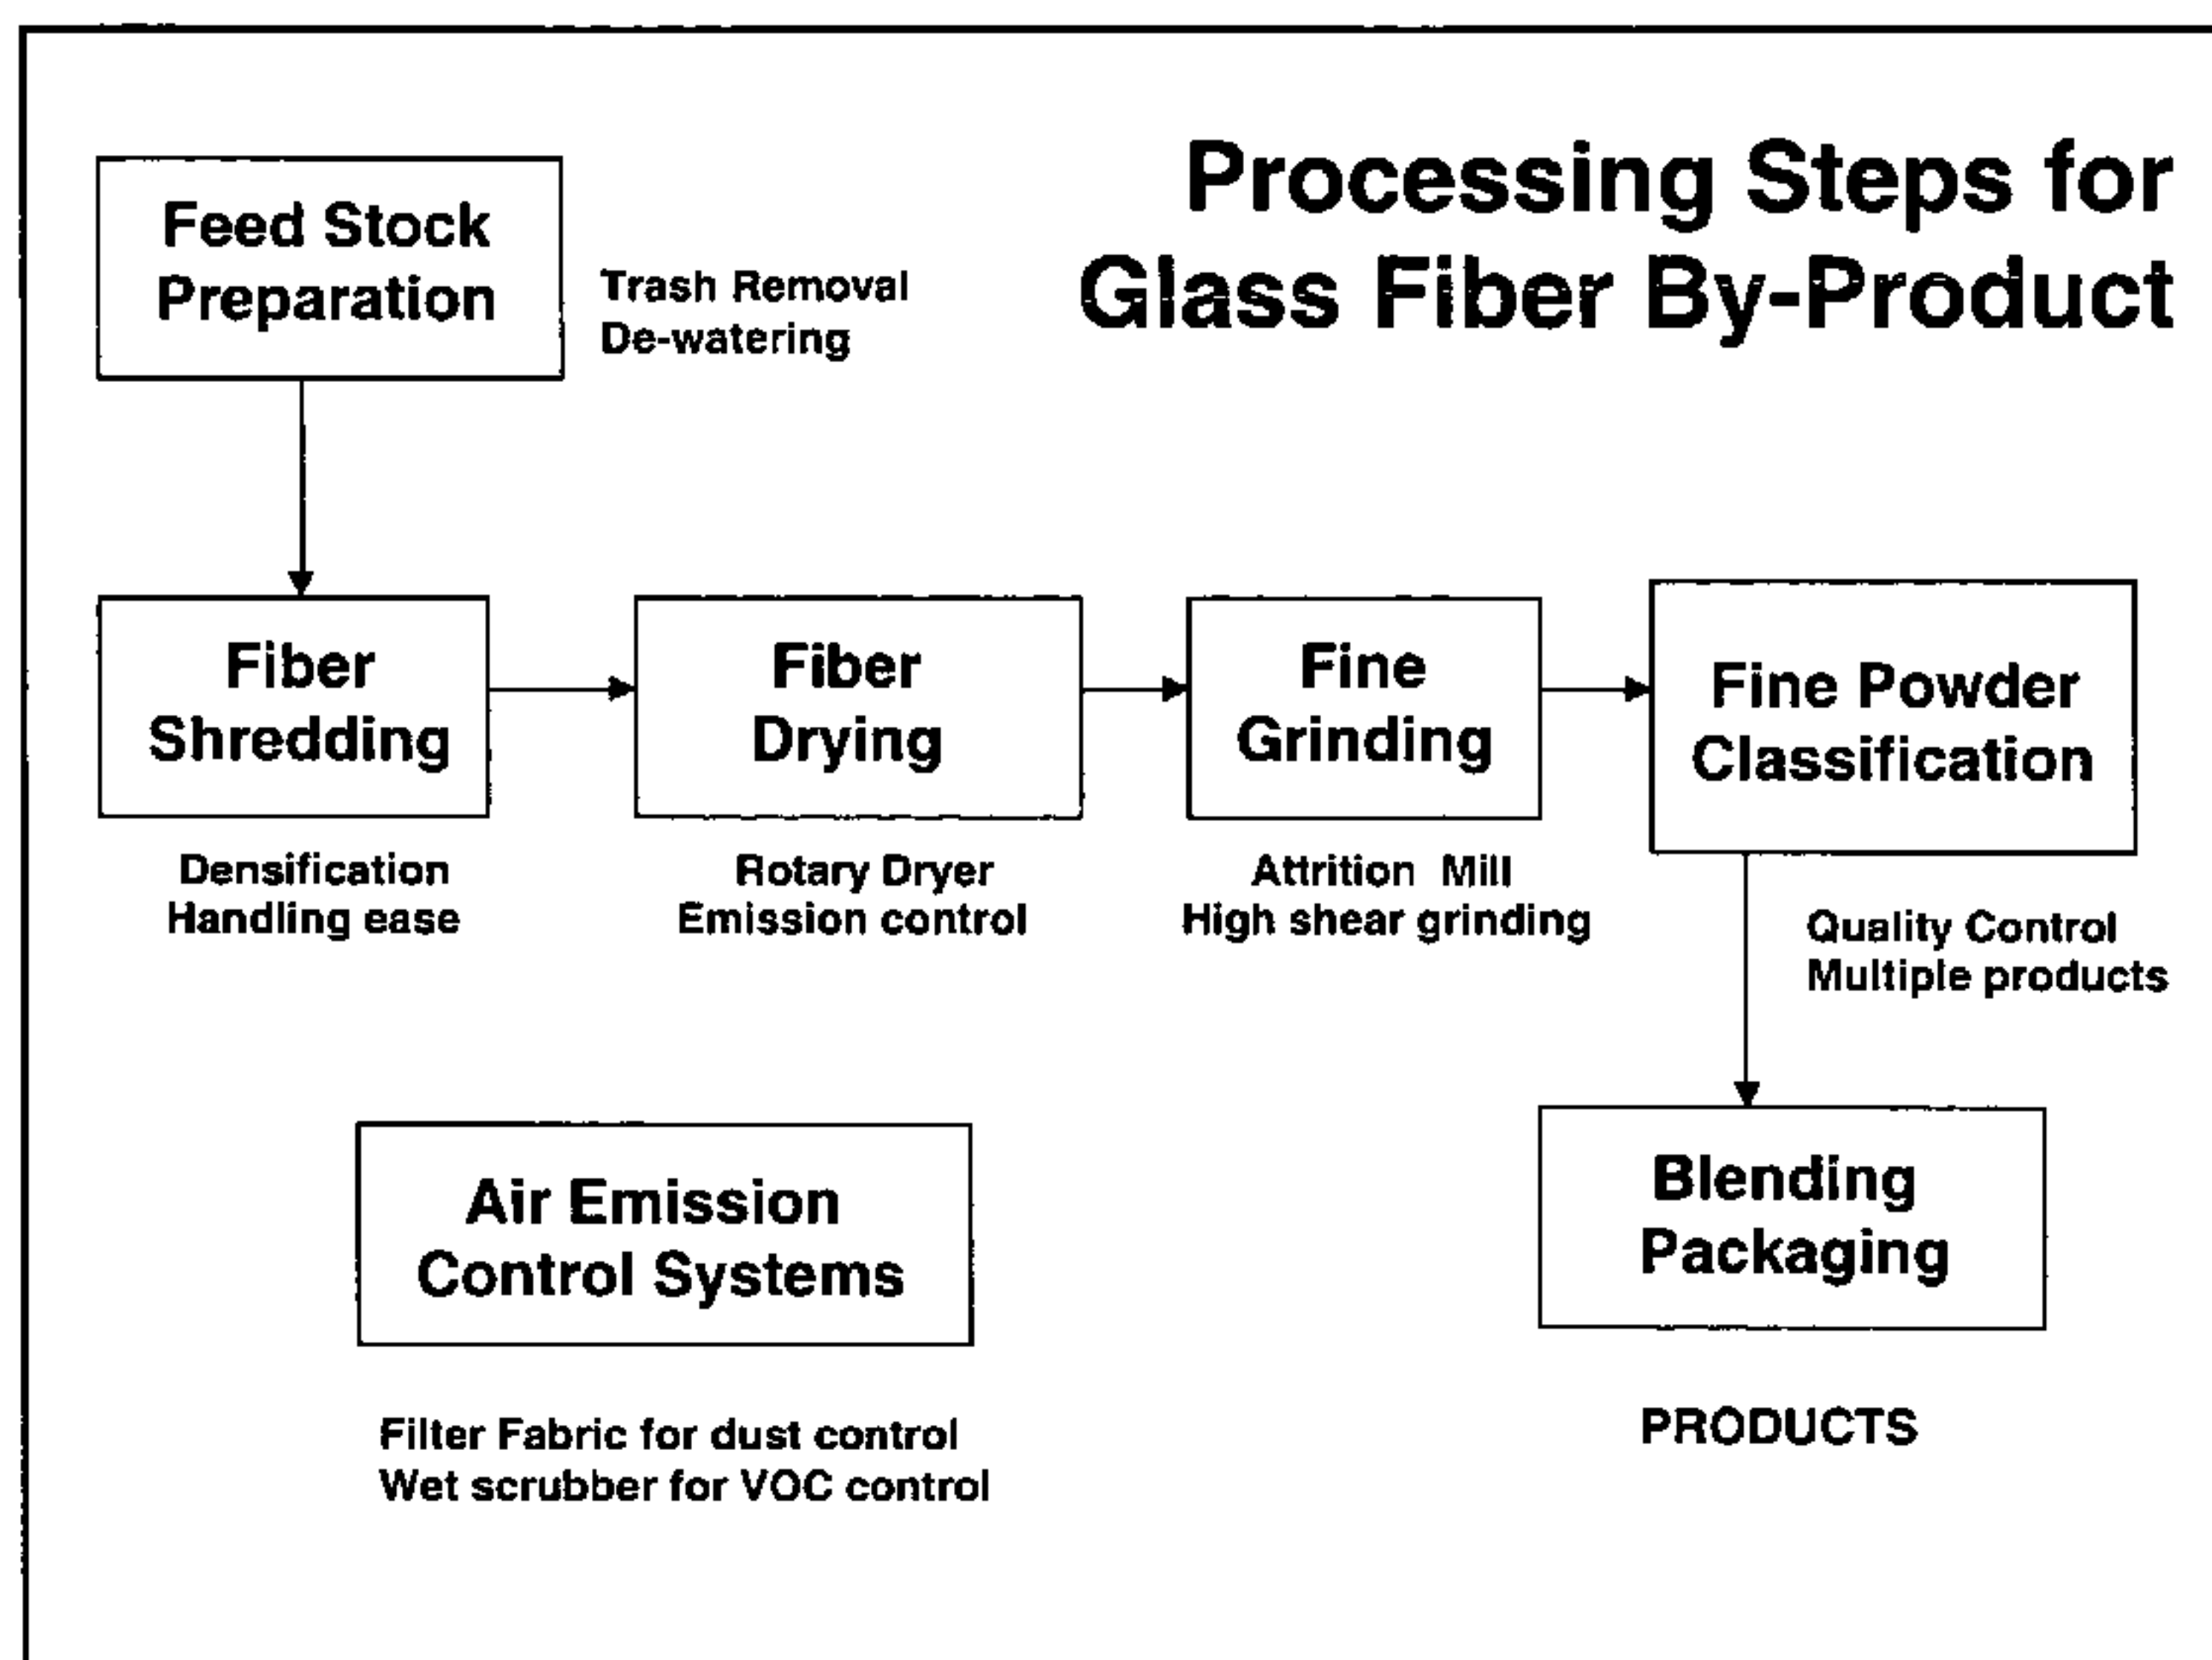 Processing Steps for
Glass Fiber By-Product
Feed Stock
Preparation
Trash Removal
De-watering
Fiber
Shredding
Densification
Handling ease
Fiber
Drying
Rotary Dryer
Emission control
Fine
Grinding
Attrition Mill
High shear grinding
Fine Powder
Classification
Quality Control
Multiple products
Air Emission
Control Systems
Filter Fabric for dust control
Wet scrubber for VOC control
Blending
Packaging
PRODUCTS